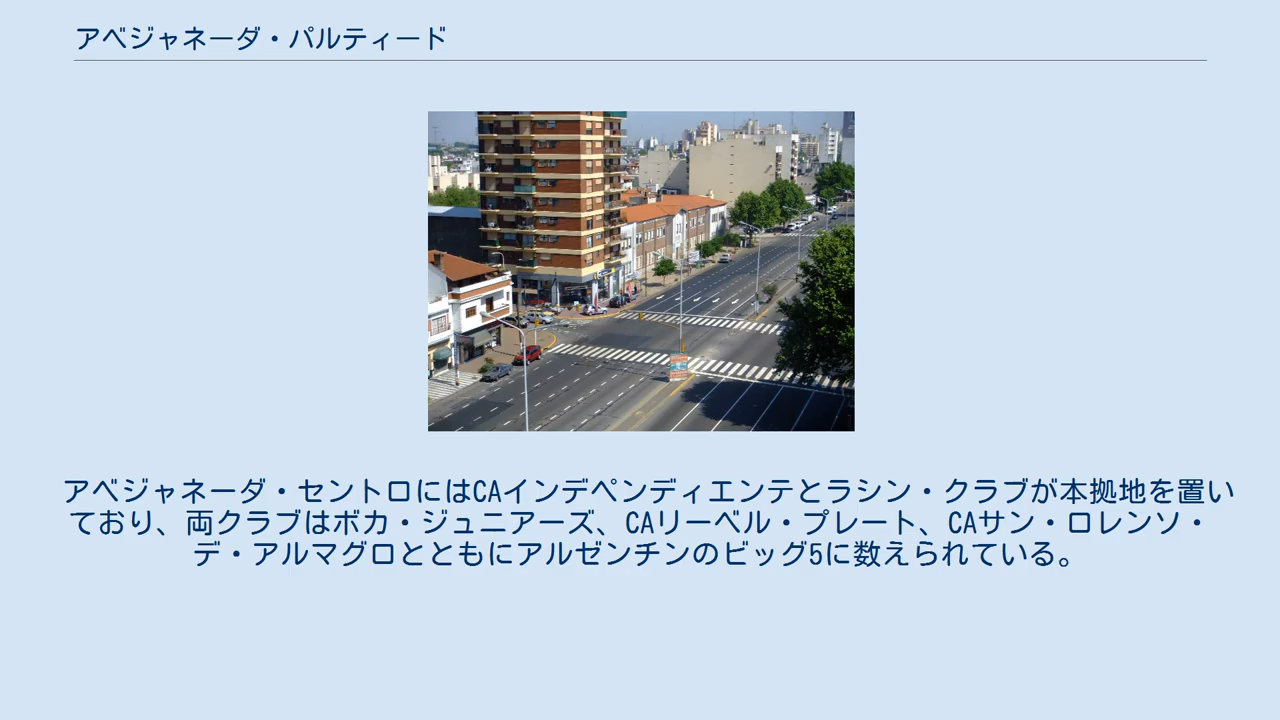 アベジャネーダ・パルティード
アベジャネーダ・セントロにはCAインデペンディエンテとラシン・クラブが本拠地を置い
ており、両クラブはボカ・ジュニアーズ、CAリーベル・プレート、CAサン・ロレンソ・
デ・アルマグロとともにアルゼンチンのビッグ5に数えられている。